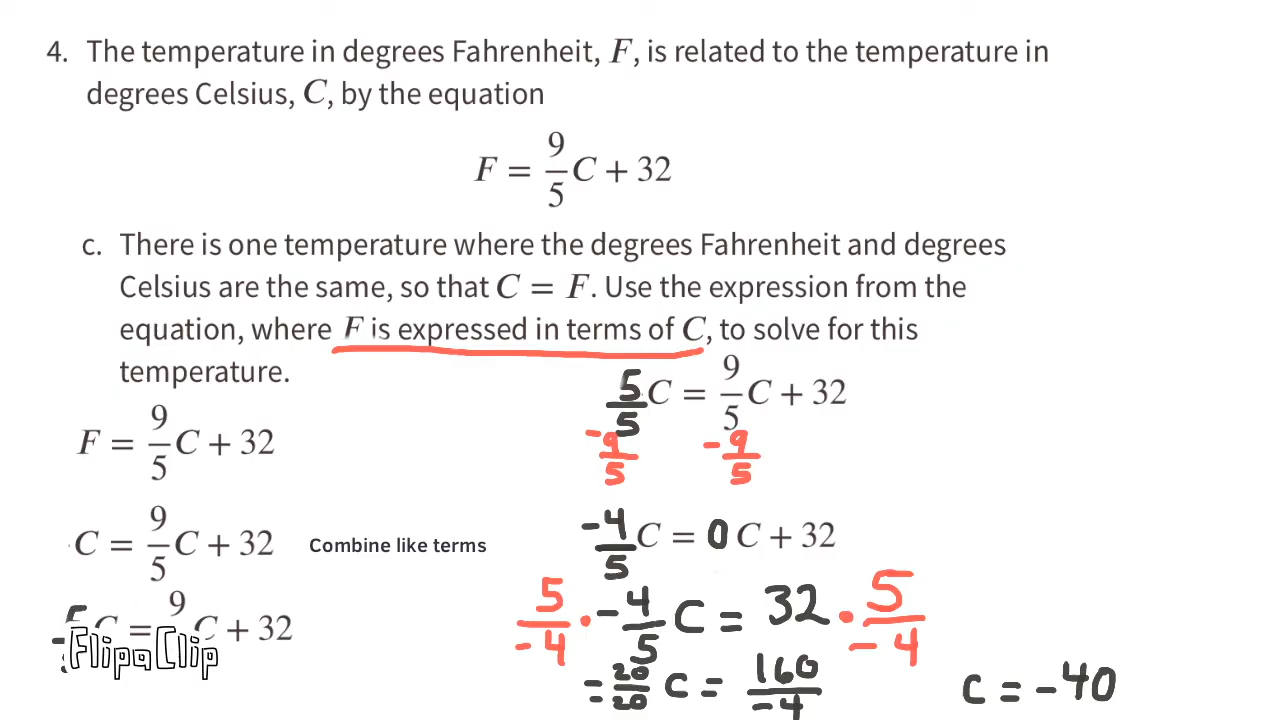 4. The temperature in degrees Fahrenheit, F, is related to the temperature in
degrees Celsius, C, by the equation
F = 9/5 C + 32
c. There is one temperature where the degrees Fahrenheit and degrees
Celsius are the same, so that C = F. Use the expression from the
equation, where F is expressed in terms of C, to solve for this
temperature.
F = 9/5 C + 32
C = 9/5 C + 32 Combine like terms
C = 9 C + 32
FlipaClip
5/5 C = 9/5 C + 32
-9/5 -9/5
-4/5 C = 0 C + 32
5/-4 · -4/5 C = 32 · 5/-4
= 20/20 C = 160/-4
C = -40